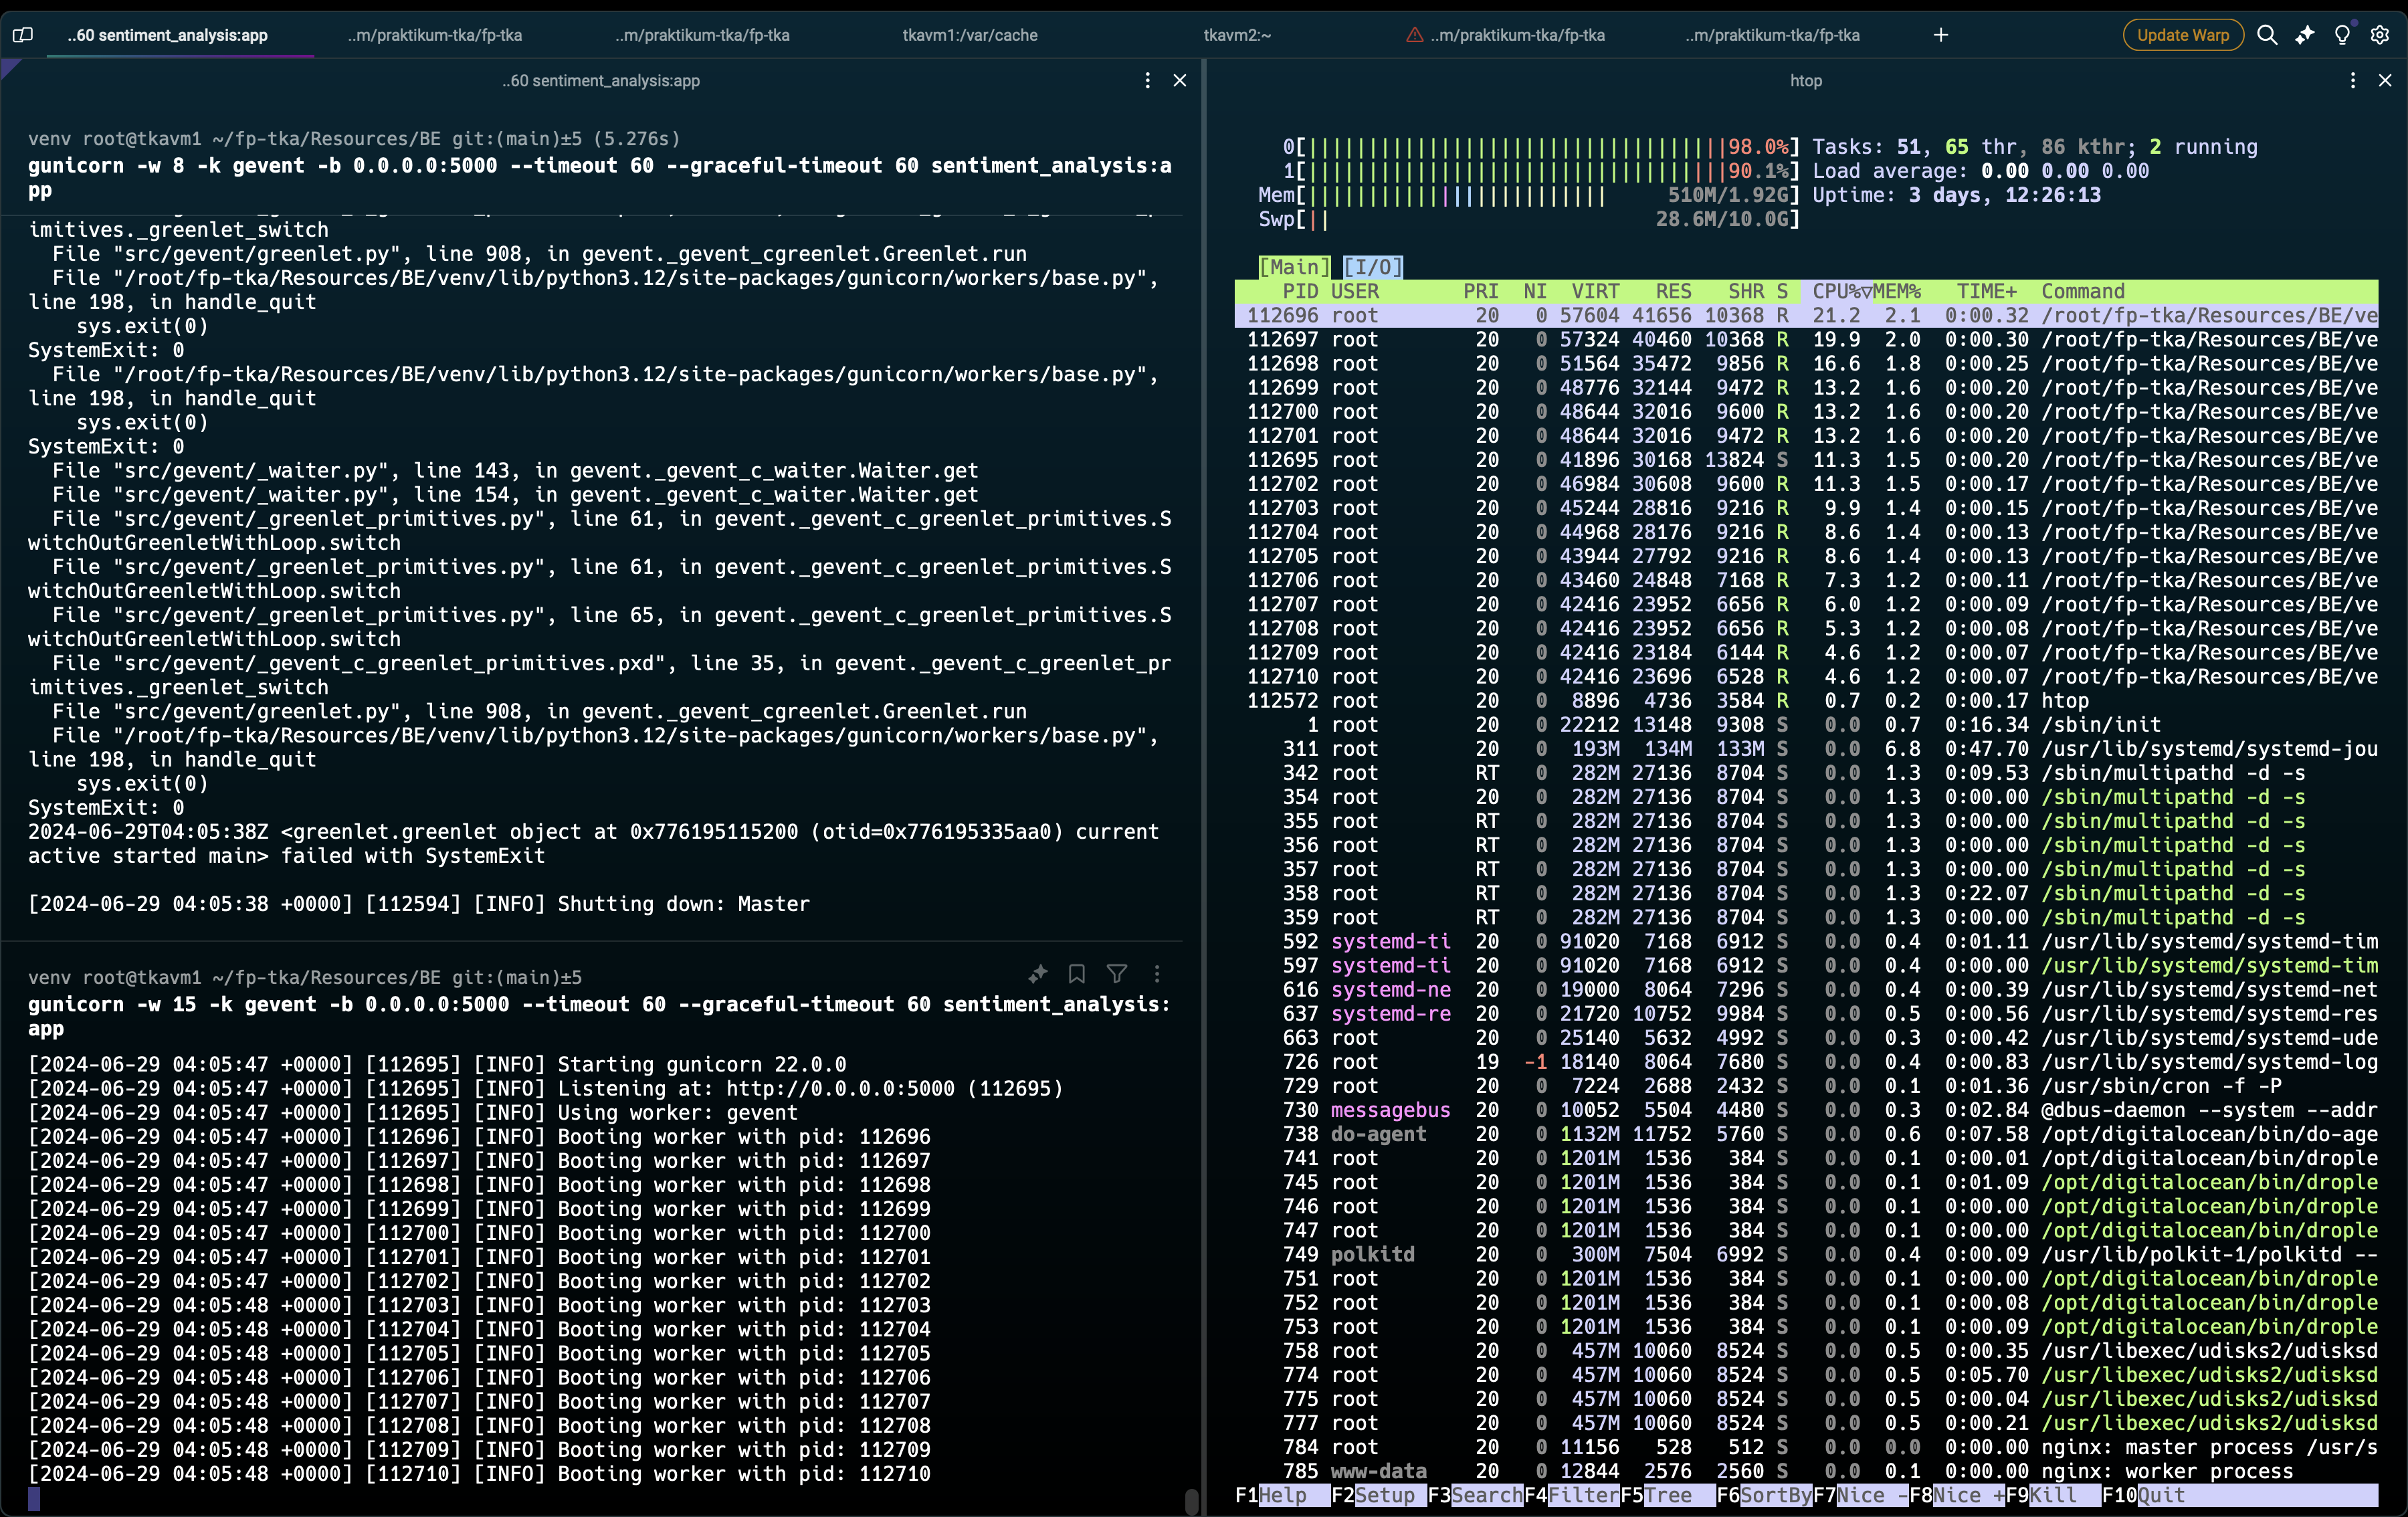 ..60 sentiment_analysis:app
..m/praktikum-tka/fp-tka
..m/praktikum-tka/fp-tka
tkavm1:/var/cache
tkavm2:~
..m/praktikum-tka/fp-tka
..m/praktikum-tka/fp-tka
+
Update Warp
..60 sentiment_analysis:app
venv root@tkavm1 ~/fp-tka/Resources/BE git:(main)±5 (5.276s)
gunicorn -w 8 -k gevent -b 0.0.0.0:5000 --timeout 60 --graceful-timeout 60 sentiment_analysis:a
pp
imitives._greenlet_switch
  File "src/gevent/greenlet.py", line 908, in gevent._gevent_cgreenlet.Greenlet.run
  File "/root/fp-tka/Resources/BE/venv/lib/python3.12/site-packages/gunicorn/workers/base.py",
line 198, in handle_quit
    sys.exit(0)
SystemExit: 0
  File "/root/fp-tka/Resources/BE/venv/lib/python3.12/site-packages/gunicorn/workers/base.py",
line 198, in handle_quit
    sys.exit(0)
SystemExit: 0
  File "src/gevent/_waiter.py", line 143, in gevent._gevent_c_waiter.Waiter.get
  File "src/gevent/_waiter.py", line 154, in gevent._gevent_c_waiter.Waiter.get
  File "src/gevent/_greenlet_primitives.py", line 61, in gevent._gevent_c_greenlet_primitives.S
witchOutGreenletWithLoop.switch
  File "src/gevent/_greenlet_primitives.py", line 61, in gevent._gevent_c_greenlet_primitives.S
witchOutGreenletWithLoop.switch
  File "src/gevent/_greenlet_primitives.py", line 65, in gevent._gevent_c_greenlet_primitives.S
witchOutGreenletWithLoop.switch
  File "src/gevent/_gevent_c_greenlet_primitives.pxd", line 35, in gevent._gevent_c_greenlet_pr
imitives._greenlet_switch
  File "src/gevent/greenlet.py", line 908, in gevent._gevent_cgreenlet.Greenlet.run
  File "/root/fp-tka/Resources/BE/venv/lib/python3.12/site-packages/gunicorn/workers/base.py",
line 198, in handle_quit
    sys.exit(0)
SystemExit: 0
2024-06-29T04:05:38Z <greenlet.greenlet object at 0x776195115200 (otid=0x776195335aa0) current
active started main> failed with SystemExit
[2024-06-29 04:05:38 +0000] [112594] [INFO] Shutting down: Master
venv root@tkavm1 ~/fp-tka/Resources/BE git:(main)±5
gunicorn -w 15 -k gevent -b 0.0.0.0:5000 --timeout 60 --graceful-timeout 60 sentiment_analysis:
app
[2024-06-29 04:05:47 +0000] [112695] [INFO] Starting gunicorn 22.0.0
[2024-06-29 04:05:47 +0000] [112695] [INFO] Listening at: http://0.0.0.0:5000 (112695)
[2024-06-29 04:05:47 +0000] [112695] [INFO] Using worker: gevent
[2024-06-29 04:05:47 +0000] [112696] [INFO] Booting worker with pid: 112696
[2024-06-29 04:05:47 +0000] [112697] [INFO] Booting worker with pid: 112697
[2024-06-29 04:05:47 +0000] [112698] [INFO] Booting worker with pid: 112698
[2024-06-29 04:05:47 +0000] [112699] [INFO] Booting worker with pid: 112699
[2024-06-29 04:05:47 +0000] [112700] [INFO] Booting worker with pid: 112700
[2024-06-29 04:05:47 +0000] [112701] [INFO] Booting worker with pid: 112701
[2024-06-29 04:05:47 +0000] [112702] [INFO] Booting worker with pid: 112702
[2024-06-29 04:05:48 +0000] [112703] [INFO] Booting worker with pid: 112703
[2024-06-29 04:05:48 +0000] [112704] [INFO] Booting worker with pid: 112704
[2024-06-29 04:05:48 +0000] [112705] [INFO] Booting worker with pid: 112705
[2024-06-29 04:05:48 +0000] [112706] [INFO] Booting worker with pid: 112706
[2024-06-29 04:05:48 +0000] [112707] [INFO] Booting worker with pid: 112707
[2024-06-29 04:05:48 +0000] [112708] [INFO] Booting worker with pid: 112708
[2024-06-29 04:05:48 +0000] [112709] [INFO] Booting worker with pid: 112709
[2024-06-29 04:05:48 +0000] [112710] [INFO] Booting worker with pid: 112710
htop
0[||||||||||||||||||||||||||||||||||||98.0%] Tasks: 51, 65 thr, 86 kthr; 2 running
1[||||||||||||||||||||||||||||||||||||90.1%] Load average: 0.00 0.00 0.00
Mem[|||||||||||||||||||||||||     510M/1.92G] Uptime: 3 days, 12:26:13
Swp[||                           28.6M/10.0G]
[Main] [I/O]
PID USER PRI NI VIRT RES SHR S CPU%▽MEM% TIME+ Command
112696 root 20 0 57604 41656 10368 R 21.2 2.1 0:00.32 /root/fp-tka/Resources/BE/ve
112697 root 20 0 57324 40460 10368 R 19.9 2.0 0:00.30 /root/fp-tka/Resources/BE/ve
112698 root 20 0 51564 35472 9856 R 16.6 1.8 0:00.25 /root/fp-tka/Resources/BE/ve
112699 root 20 0 48776 32144 9472 R 13.2 1.6 0:00.20 /root/fp-tka/Resources/BE/ve
112700 root 20 0 48644 32016 9600 R 13.2 1.6 0:00.20 /root/fp-tka/Resources/BE/ve
112701 root 20 0 48644 32016 9472 R 13.2 1.6 0:00.20 /root/fp-tka/Resources/BE/ve
112695 root 20 0 41896 30168 13824 S 11.3 1.5 0:00.20 /root/fp-tka/Resources/BE/ve
112702 root 20 0 46984 30608 9600 R 11.3 1.5 0:00.17 /root/fp-tka/Resources/BE/ve
112703 root 20 0 45244 28816 9216 R 9.9 1.4 0:00.15 /root/fp-tka/Resources/BE/ve
112704 root 20 0 44968 28176 9216 R 8.6 1.4 0:00.13 /root/fp-tka/Resources/BE/ve
112705 root 20 0 43944 27792 9216 R 8.6 1.4 0:00.13 /root/fp-tka/Resources/BE/ve
112706 root 20 0 43460 24848 7168 R 7.3 1.2 0:00.11 /root/fp-tka/Resources/BE/ve
112707 root 20 0 42416 23952 6656 R 6.0 1.2 0:00.09 /root/fp-tka/Resources/BE/ve
112708 root 20 0 42416 23952 6656 R 5.3 1.2 0:00.08 /root/fp-tka/Resources/BE/ve
112709 root 20 0 42416 23184 6144 R 4.6 1.2 0:00.07 /root/fp-tka/Resources/BE/ve
112710 root 20 0 42416 23696 6528 R 4.6 1.2 0:00.07 /root/fp-tka/Resources/BE/ve
112572 root 20 0 8896 4736 3584 R 0.7 0.2 0:00.17 htop
1 root 20 0 22212 13148 9308 S 0.0 0.7 0:16.34 /sbin/init
311 root 20 0 193M 134M 133M S 0.0 6.8 0:47.70 /usr/lib/systemd/systemd-jou
342 root RT 0 282M 27136 8704 S 0.0 1.3 0:09.53 /sbin/multipathd -d -s
354 root 20 0 282M 27136 8704 S 0.0 1.3 0:00.00 /sbin/multipathd -d -s
355 root RT 0 282M 27136 8704 S 0.0 1.3 0:00.00 /sbin/multipathd -d -s
356 root RT 0 282M 27136 8704 S 0.0 1.3 0:00.00 /sbin/multipathd -d -s
357 root RT 0 282M 27136 8704 S 0.0 1.3 0:00.00 /sbin/multipathd -d -s
358 root RT 0 282M 27136 8704 S 0.0 1.3 0:22.07 /sbin/multipathd -d -s
359 root RT 0 282M 27136 8704 S 0.0 1.3 0:00.00 /sbin/multipathd -d -s
592 systemd-ti 20 0 91020 7168 6912 S 0.0 0.4 0:01.11 /usr/lib/systemd/systemd-tim
597 systemd-ti 20 0 91020 7168 6912 S 0.0 0.4 0:00.00 /usr/lib/systemd/systemd-tim
616 systemd-ne 20 0 19000 8064 7296 S 0.0 0.4 0:00.39 /usr/lib/systemd/systemd-net
637 systemd-re 20 0 21720 10752 9984 S 0.0 0.5 0:00.56 /usr/lib/systemd/systemd-res
663 root 20 0 25140 5632 4992 S 0.0 0.3 0:00.42 /usr/lib/systemd/systemd-ude
726 root 19 -1 18140 8064 7680 S 0.0 0.4 0:00.83 /usr/lib/systemd/systemd-log
729 root 20 0 7224 2688 2432 S 0.0 0.1 0:01.36 /usr/sbin/cron -f -P
730 messagebus 20 0 10052 5504 4480 S 0.0 0.3 0:02.84 @dbus-daemon --system --addr
738 do-agent 20 0 1132M 11752 5760 S 0.0 0.6 0:07.58 /opt/digitalocean/bin/do-age
741 root 20 0 1201M 1536 384 S 0.0 0.1 0:00.01 /opt/digitalocean/bin/drople
745 root 20 0 1201M 1536 384 S 0.0 0.1 0:01.09 /opt/digitalocean/bin/drople
746 root 20 0 1201M 1536 384 S 0.0 0.1 0:00.00 /opt/digitalocean/bin/drople
747 root 20 0 1201M 1536 384 S 0.0 0.1 0:00.00 /opt/digitalocean/bin/drople
749 polkitd 20 0 300M 7504 6992 S 0.0 0.4 0:00.09 /usr/lib/polkit-1/polkitd --
751 root 20 0 1201M 1536 384 S 0.0 0.1 0:00.00 /opt/digitalocean/bin/drople
752 root 20 0 1201M 1536 384 S 0.0 0.1 0:00.08 /opt/digitalocean/bin/drople
753 root 20 0 1201M 1536 384 S 0.0 0.1 0:00.09 /opt/digitalocean/bin/drople
758 root 20 0 457M 10060 8524 S 0.0 0.5 0:00.35 /usr/libexec/udisks2/udisksd
774 root 20 0 457M 10060 8524 S 0.0 0.5 0:05.70 /usr/libexec/udisks2/udisksd
775 root 20 0 457M 10060 8524 S 0.0 0.5 0:00.04 /usr/libexec/udisks2/udisksd
777 root 20 0 457M 10060 8524 S 0.0 0.5 0:00.21 /usr/libexec/udisks2/udisksd
784 root 20 0 11156 528 512 S 0.0 0.0 0:00.00 nginx: master process /usr/s
785 www-data 20 0 12844 2576 2560 S 0.0 0.1 0:00.00 nginx: worker process
F1Help F2Setup F3SearchF4FilterF5Tree F6SortByF7Nice -F8Nice +F9Kill F10Quit